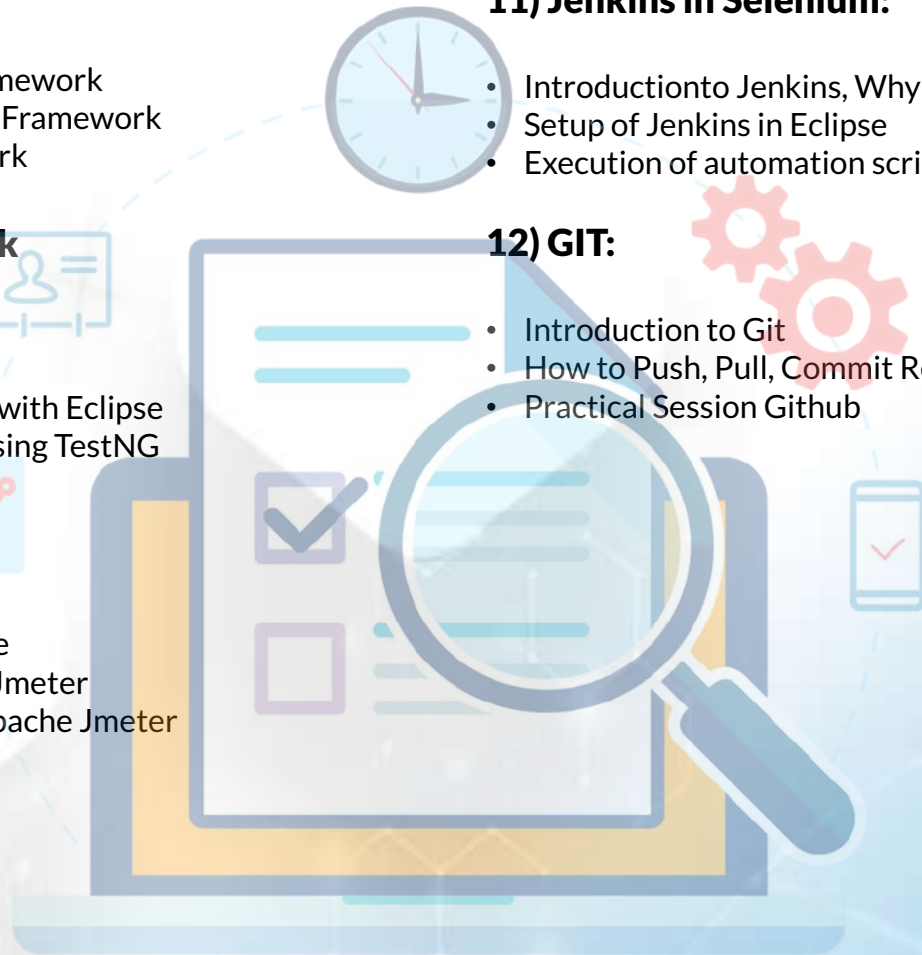 mework
Framework
rk
k
with Eclipse
sing TestNG
e
Jmeter
pache Jmeter
11) Jenkins in Selenium:
• Introductionto Jenkins, Why
• Setup of Jenkins in Eclipse
• Execution of automation scri
12) GIT:
• Introduction to Git
• How to Push, Pull, Commit Re
• Practical Session Github